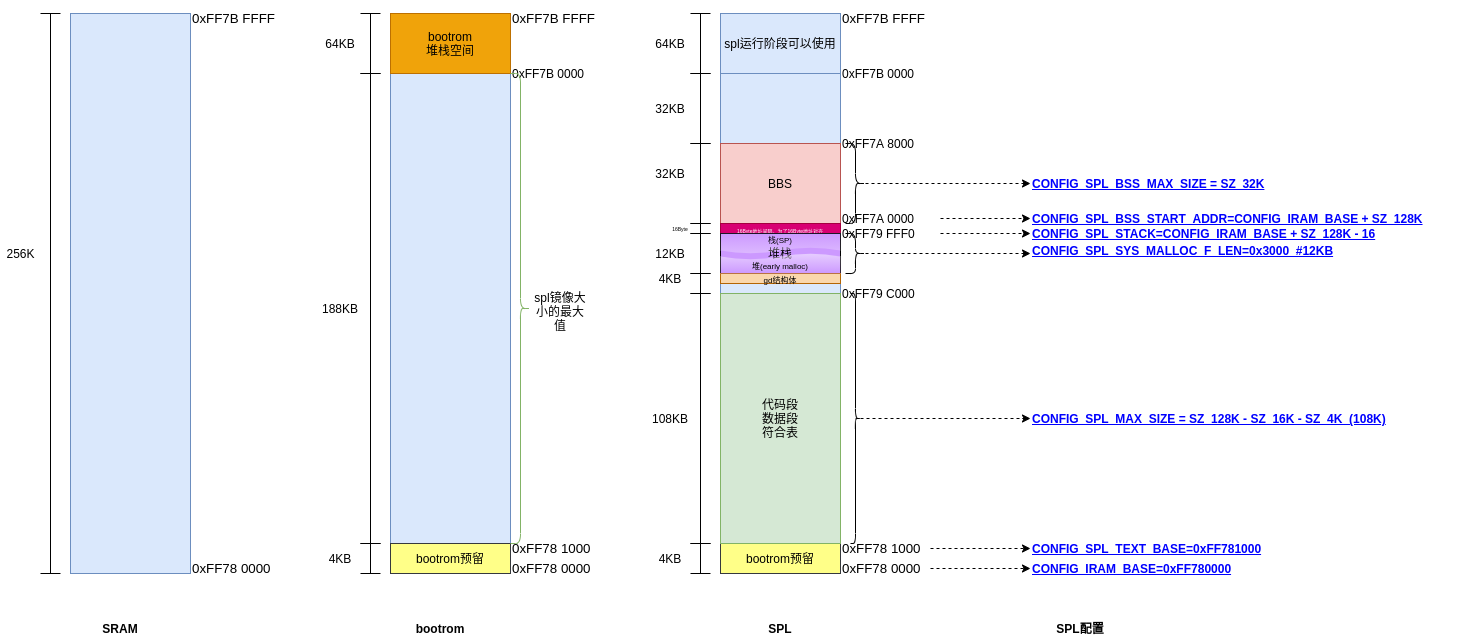 0xFF7B FFFF
256K
0xFF78 0000
SRAM
0xFF7B FFFF
64KB
bootrom
堆栈空间
0xFF7B 0000
188KB
spl镜像大
小的最大
值
4KB
bootrom预留
0xFF78 1000
0xFF78 0000
bootrom
0xFF7B FFFF
64KB
spl运行阶段可以使用
0xFF7B 0000
32KB
0xFF7A 8000
32KB
BBS
0xFF7A 0000
16Byte
0xFF79 FFF0
栈(SP)
12KB
堆栈
堆(early malloc)
4KB
gd结构体
0xFF79 C000
108KB
代码段
数据段
符合表
4KB
bootrom预留
0xFF78 1000
0xFF78 0000
SPL
CONFIG_SPL_BSS_MAX_SIZE = SZ_32K
CONFIG_SPL_BSS_START_ADDR=CONFIG_IRAM_BASE + SZ_128K
CONFIG_SPL_STACK=CONFIG_IRAM_BASE + SZ_128K - 16
CONFIG_SPL_SYS_MALLOC_F_LEN=0x3000 #12KB
CONFIG_SPL_MAX_SIZE = SZ_128K - SZ_16K - SZ_4K (108K)
CONFIG_SPL_TEXT_BASE=0xFF781000
CONFIG_IRAM_BASE=0xFF780000
SPL配置